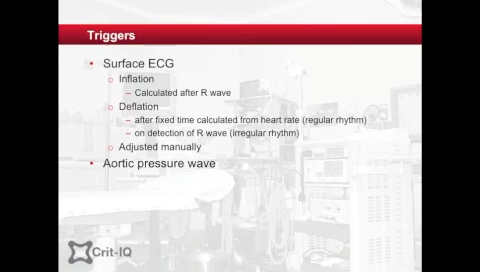 Triggers
• Surface ECG
o Inflation
– Calculated after R wave
o Deflation
– after fixed time calculated from heart rate (regular rhythm)
– on detection of R wave (irregular rhythm)
o Adjusted manually
• Aortic pressure wave
Crit-IQ